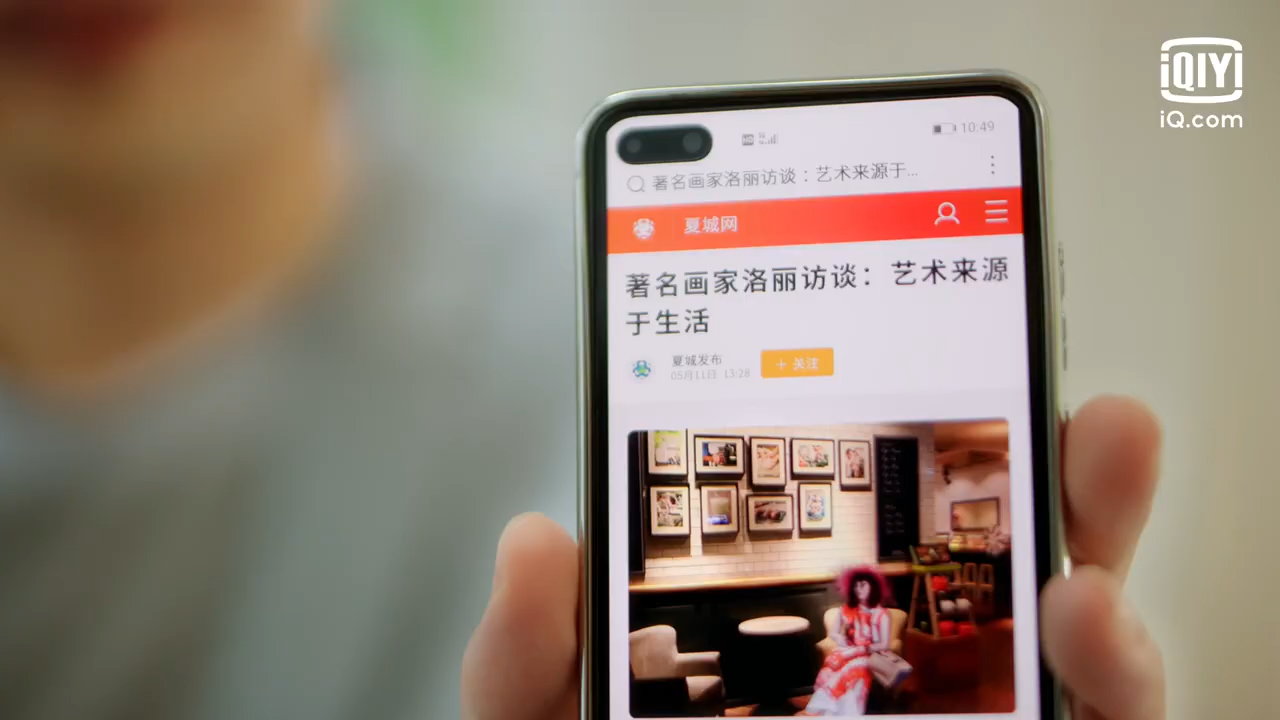 iQIYI
iQ.com
10:49
著名画家洛丽访谈：艺术来源于...
夏城网
著名画家洛丽访谈：艺术来源
于生活
夏城发布
05月11日 13:28
+ 关注